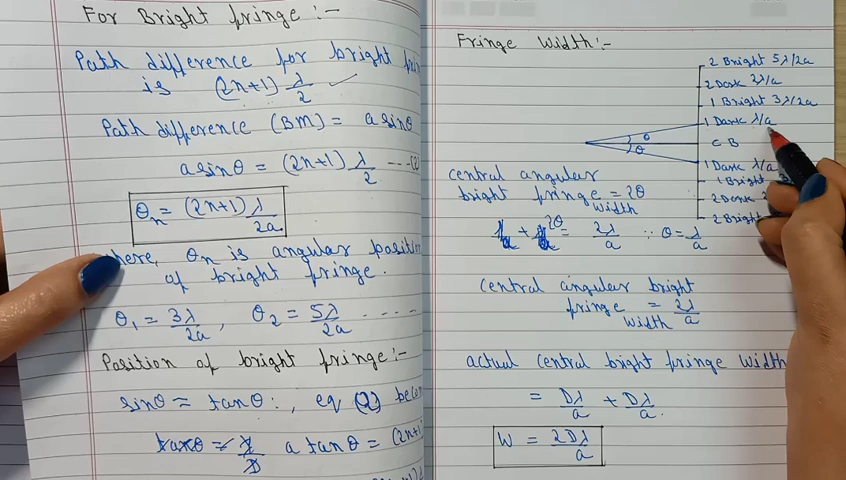 For Bright fringe :-
Path difference for bright
is (2n+1) λ/2 ✓
Path difference (BM) = a sinθ
a sinθ = (2n+1) λ/2 ----(2)
θn = (2n+1) λ/2a
here, θn is angular
of bright fringe.
θ1 = 3λ/2a , θ2 = 5λ/2a ....
Position of bright fringe:-
sinθ ≈ tanθ :, eq (2)
a tanθ = (2n+1)
Fringe Width:-
2 Bright 5λ/2a
2 Dark 2λ/a
1 Bright 3λ/2a
1 Dark λ/a
θ
C B
θ
1 Dark λ/a
1 Bright
2 Dark
2 Bright
central angular
bright fringe width = 2θ
2θ = 2λ/a ∵ θ = λ/a
central angular bright
fringe width = 2λ/a
actual central bright fringe width
= Dλ/a + Dλ/a.
W = 2Dλ/a